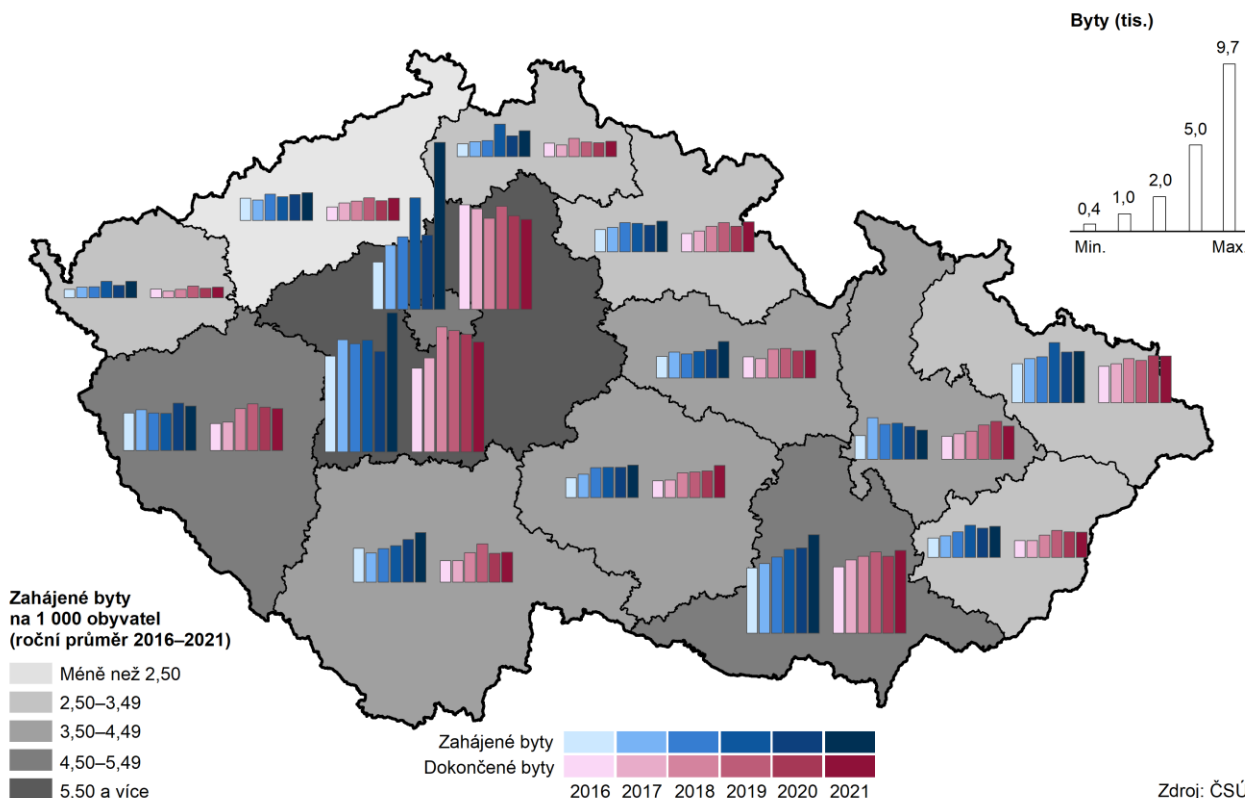 Byty (tis.)
9,7
5,0
2,0
1,0
0,4
Min.
Max
Zahájené byty
na 1 000 obyvatel
(roční průměr 2016–2021)
Méně než 2,50
2,50–3,49
3,50–4,49
4,50–5,49
5.50 a více
Zahájené byty
Dokončené byty
2016 2017 2018 2019 2020 2021
Zdroj: ČSÚ